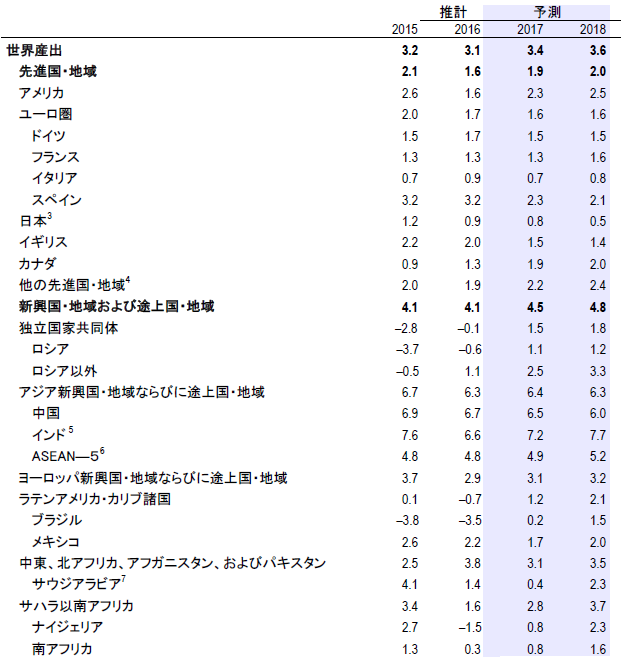 推計 予測
2015 2016 2017 2018
世界産出 3.2 3.1 3.4 3.6
先進国・地域 2.1 1.6 1.9 2.0
アメリカ 2.6 1.6 2.3 2.5
ユーロ圏 2.0 1.7 1.6 1.6
ドイツ 1.5 1.7 1.5 1.5
フランス 1.3 1.3 1.3 1.6
イタリア 0.7 0.9 0.7 0.8
スペイン 3.2 3.2 2.3 2.1
日本3 1.2 0.9 0.8 0.5
イギリス 2.2 2.0 1.5 1.4
カナダ 0.9 1.3 1.9 2.0
他の先進国・地域4 2.0 1.9 2.2 2.4
新興国・地域および途上国・地域 4.1 4.1 4.5 4.8
独立国家共同体 –2.8 –0.1 1.5 1.8
ロシア –3.7 –0.6 1.1 1.2
ロシア以外 –0.5 1.1 2.5 3.3
アジア新興国・地域ならびに途上国・地域 6.7 6.3 6.4 6.3
中国 6.9 6.7 6.5 6.0
インド5 7.6 6.6 7.2 7.7
ASEAN—56 4.8 4.8 4.9 5.2
ヨーロッパ新興国・地域ならびに途上国・地域 3.7 2.9 3.1 3.2
ラテンアメリカ・カリブ諸国 0.1 –0.7 1.2 2.1
ブラジル –3.8 –3.5 0.2 1.5
メキシコ 2.6 2.2 1.7 2.0
中東、北アフリカ、アフガニスタン、およびパキスタン 2.5 3.8 3.1 3.5
サウジアラビア7 4.1 1.4 0.4 2.3
サハラ以南アフリカ 3.4 1.6 2.8 3.7
ナイジェリア 2.7 –1.5 0.8 2.3
南アフリカ 1.3 0.3 0.8 1.6